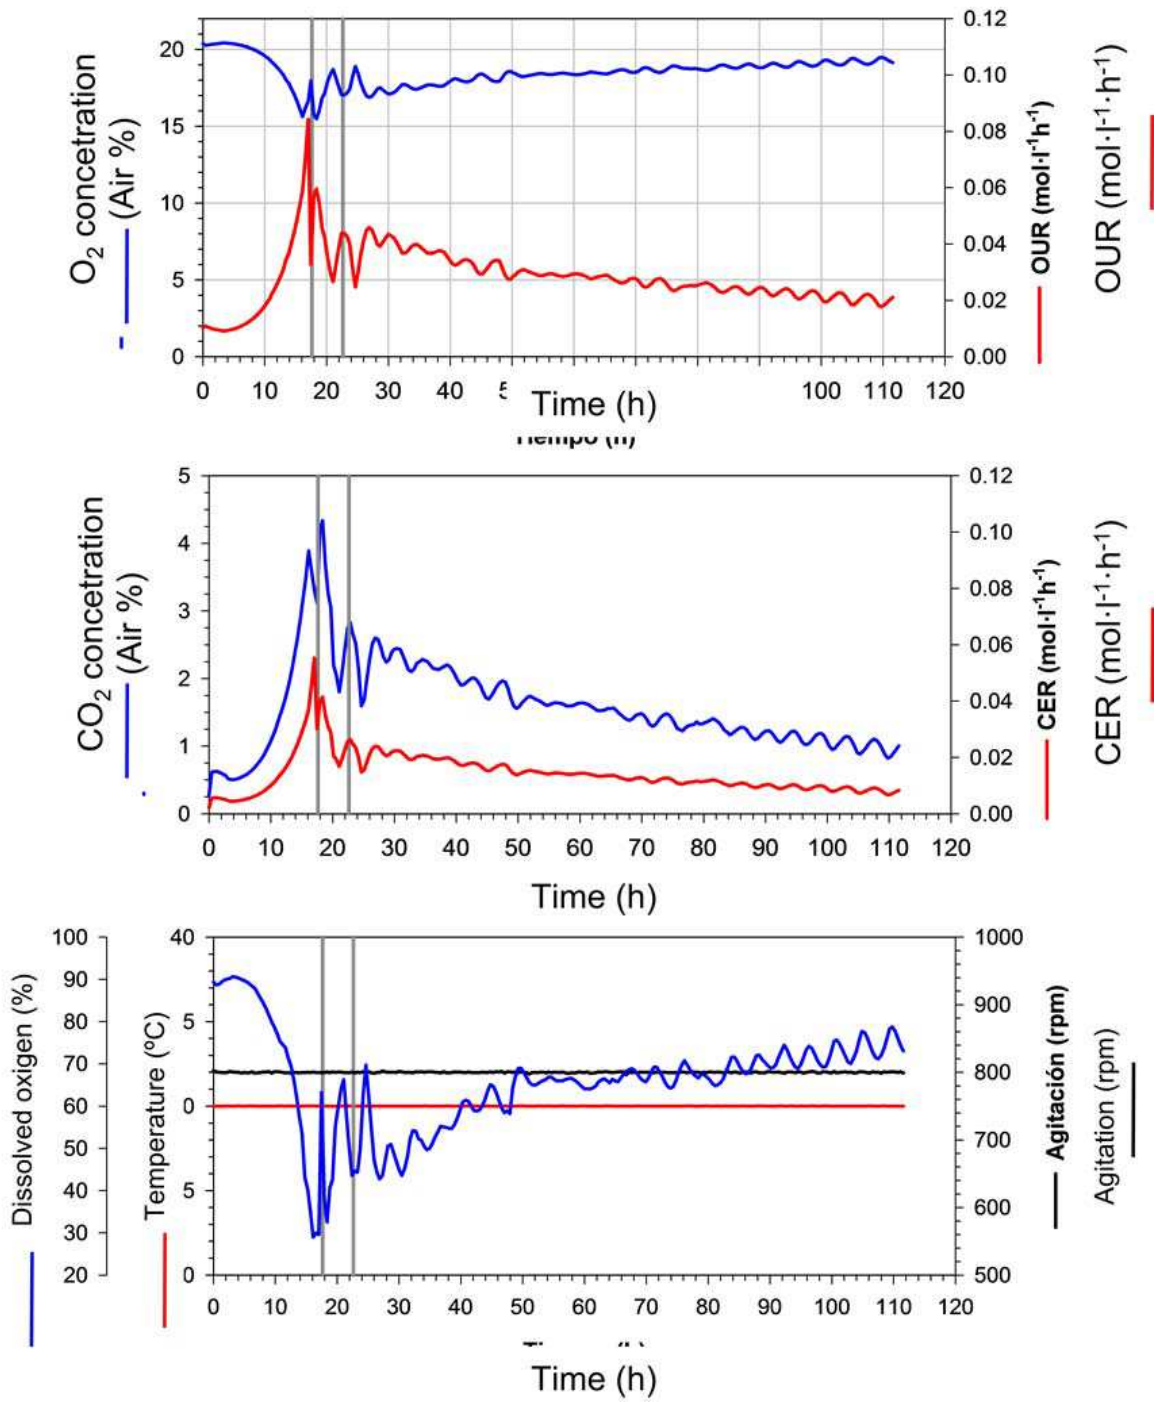 O₂ concetration
(Air %)
20
15
10
5
0
0.12
0.10
0.08
0.06
0.04
0.02
0.00
OUR (mol·l⁻¹h⁻¹)
OUR (mol·l⁻¹·h⁻¹)
0 10 20 30 40 100 110 120
Time (h)
CO₂ concetration
(Air %)
5
4
3
2
1
0
0.12
0.10
0.08
0.06
0.04
0.02
0.00
CER (mol·l⁻¹h⁻¹)
CER (mol·l⁻¹·h⁻¹)
0 10 20 30 40 50 60 70 80 90 100 110 120
Time (h)
Dissolved oxigen (%)
100
90
80
70
60
50
40
30
20
Temperature (ºC)
40
5
0
5
0
1000
900
800
700
600
500
Agitación (rpm)
Agitation (rpm)
0 10 20 30 40 50 60 70 80 90 100 110 120
Time (h)